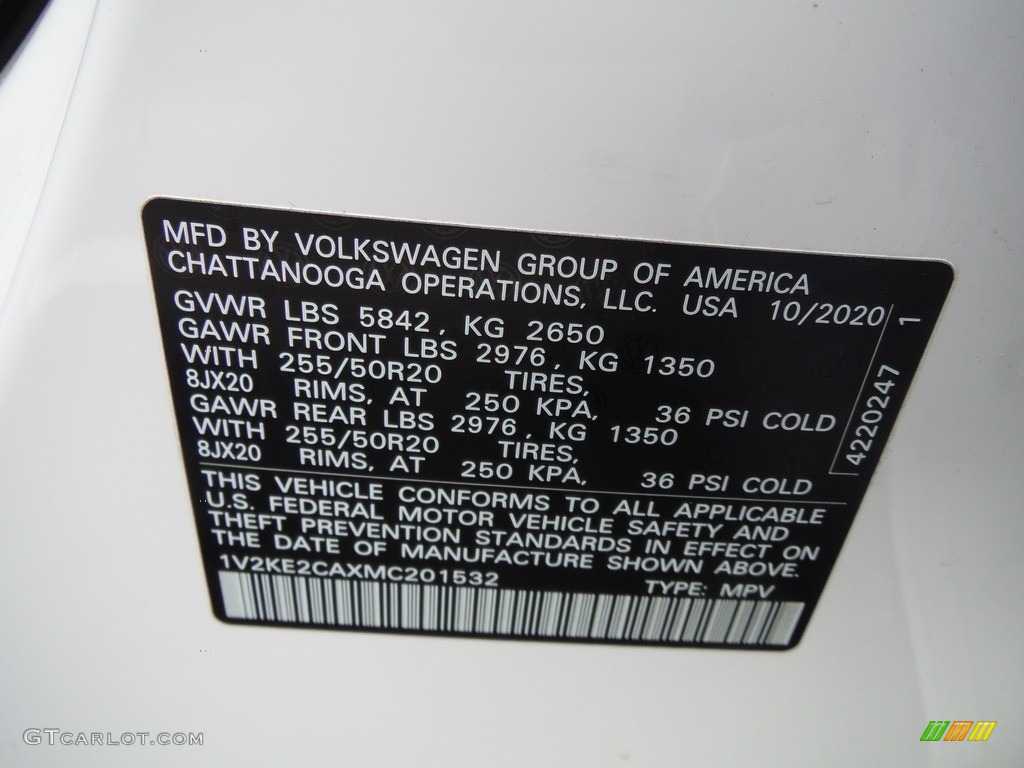 MFD BY VOLKSWAGEN GROUP OF AMERICA
CHATTANOOGA OPERATIONS, LLC. USA 10/2020
GVWR LBS 5842, KG 2650
GAWR FRONT LBS 2976, KG 1350
WITH 255/50R20 TIRES,
8JX20 RIMS, AT 250 KPA, 36 PSI COLD
GAWR REAR LBS 2976, KG 1350
WITH 255/50R20 TIRES,
8JX20 RIMS, AT 250 KPA, 36 PSI COLD
4220247 1
THIS VEHICLE CONFORMS TO ALL APPLICABLE
U.S. FEDERAL MOTOR VEHICLE SAFETY AND
THEFT PREVENTION STANDARDS IN EFFECT ON
THE DATE OF MANUFACTURE SHOWN ABOVE.
1V2KE2CAXMC201532 TYPE: MPV
GTCARLOT.COM